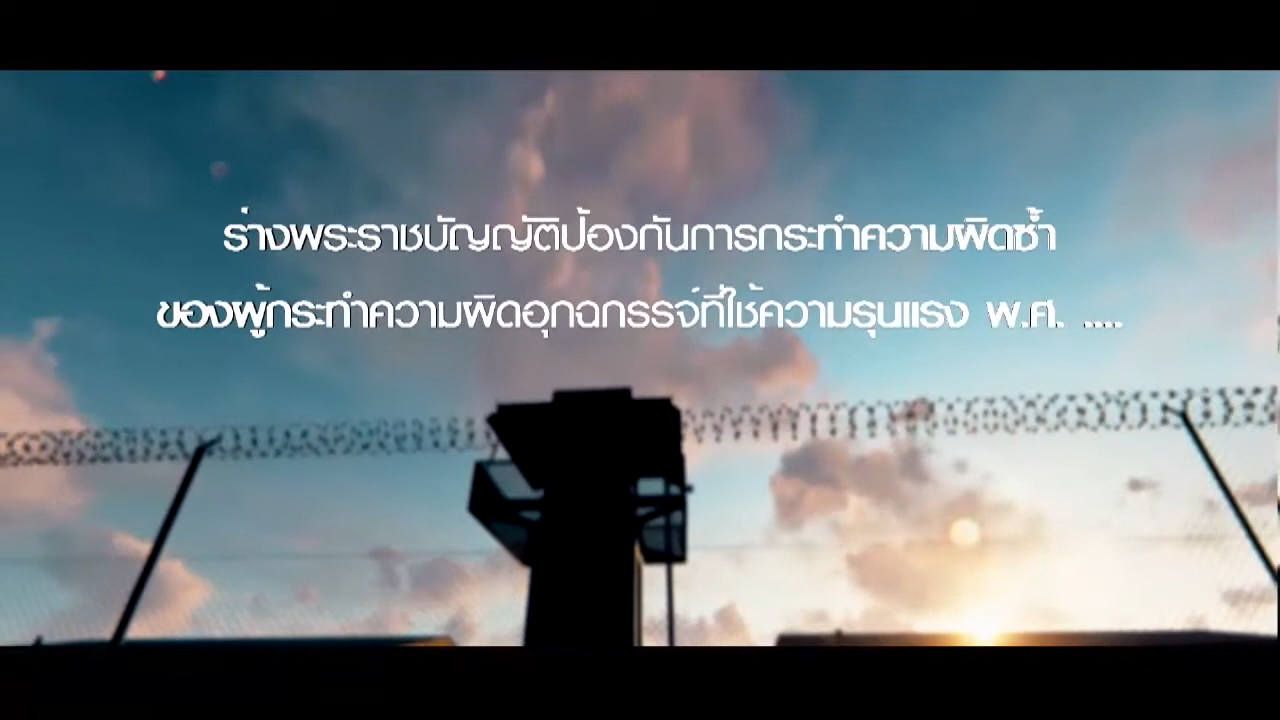 ร่างพระราชบัญญัติป้องกันการกระทำความผิดซ้ำ
ของผู้กระทำความผิดอุกฉกรรจ์ที่ใช้ความรุนแรง พ.ศ. ....